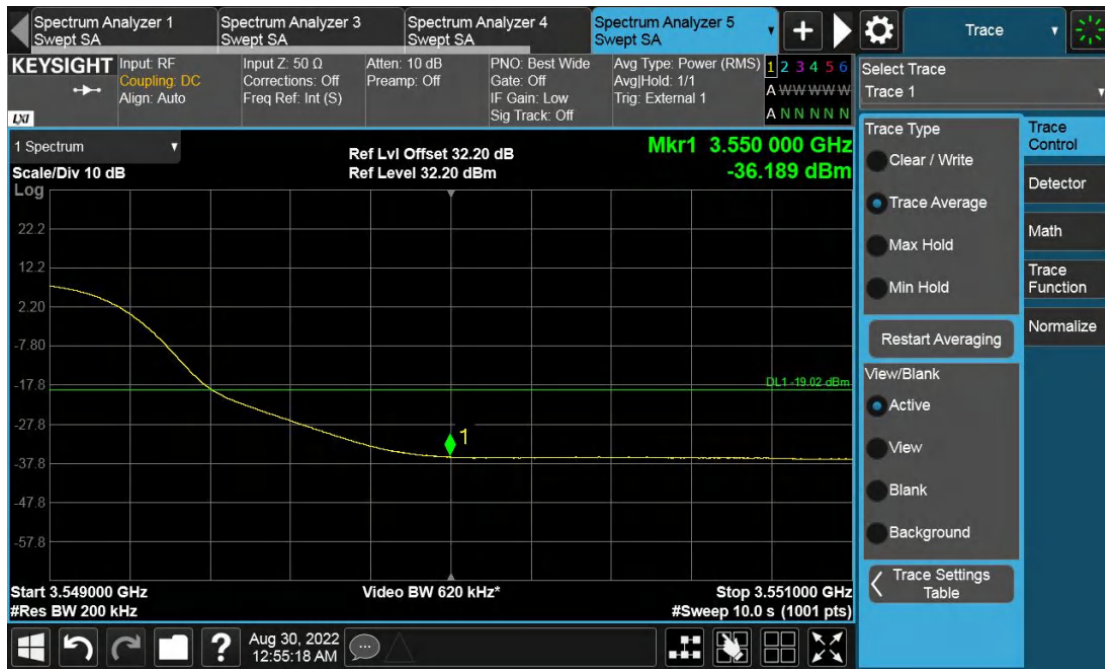 Spectrum Analyzer 1
Swept SA
Spectrum Analyzer 3
Swept SA
Spectrum Analyzer 4
Swept SA
Spectrum Analyzer 5
Swept SA
Trace
KEYSIGHT
LXI
Input: RF
Coupling: DC
Align: Auto
Input Z: 50 Ω
Corrections: Off
Freq Ref: Int (S)
Atten: 10 dB
Preamp: Off
PNO: Best Wide
Gate: Off
IF Gain: Low
Sig Track: Off
Avg Type: Power (RMS)
Avg|Hold: 1/1
Trig: External 1
1 2 3 4 5 6
A W W W W W
A N N N N N
Select Trace
Trace 1
1 Spectrum
Scale/Div 10 dB
Log
Ref Lvl Offset 32.20 dB
Ref Level 32.20 dBm
Mkr1 3.550 000 GHz
-36.189 dBm
22.2
12.2
2.20
-7.80
-17.8
-27.8
-37.8
-47.8
-57.8
DL1 -19.02 dBm
1
Start 3.549000 GHz
#Res BW 200 kHz
Video BW 620 kHz*
Stop 3.551000 GHz
#Sweep 10.0 s (1001 pts)
Trace Type
Clear / Write
Trace Average
Max Hold
Min Hold
Restart Averaging
View/Blank
Active
View
Blank
Background
Trace Settings
Table
Trace
Control
Detector
Math
Trace
Function
Normalize
?
Aug 30, 2022
12:55:18 AM